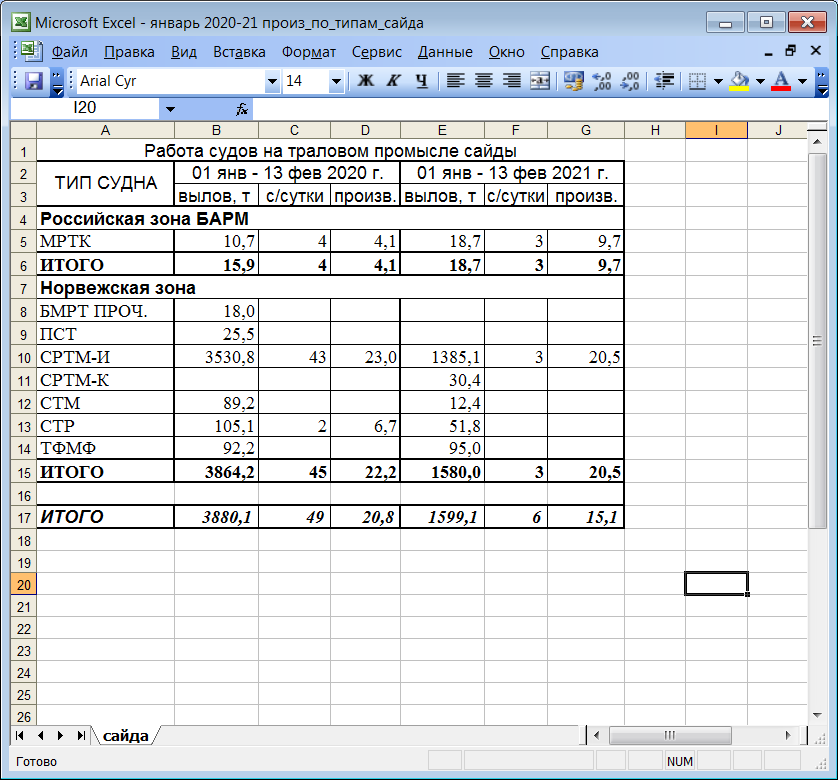 Microsoft Excel - январь 2020-21 произ_по_типам_сайда
Файл Правка Вид Вставка Формат Сервис Данные Окно Справка
Arial Cyr 14 Ж К Ч
I20 fx
A B C D E F G H I J
1 Работа судов на траловом промысле сайды
2 ТИП СУДНА 01 янв - 13 фев 2020 г. 01 янв - 13 фев 2021 г.
3 вылов, т с/сутки произв. вылов, т с/сутки произв.
4 Российская зона БАРМ
5 МРТК 10,7 4 4,1 18,7 3 9,7
6 ИТОГО 15,9 4 4,1 18,7 3 9,7
7 Норвежская зона
8 БМРТ ПРОЧ. 18,0
9 ПСТ 25,5
10 СРТМ-И 3530,8 43 23,0 1385,1 3 20,5
11 СРТМ-К 30,4
12 СТМ 89,2 12,4
13 СТР 105,1 2 6,7 51,8
14 ТФМФ 92,2 95,0
15 ИТОГО 3864,2 45 22,2 1580,0 3 20,5
16
17 ИТОГО 3880,1 49 20,8 1599,1 6 15,1
18
19
20
21
22
23
24
25
26
сайда
Готово NUM